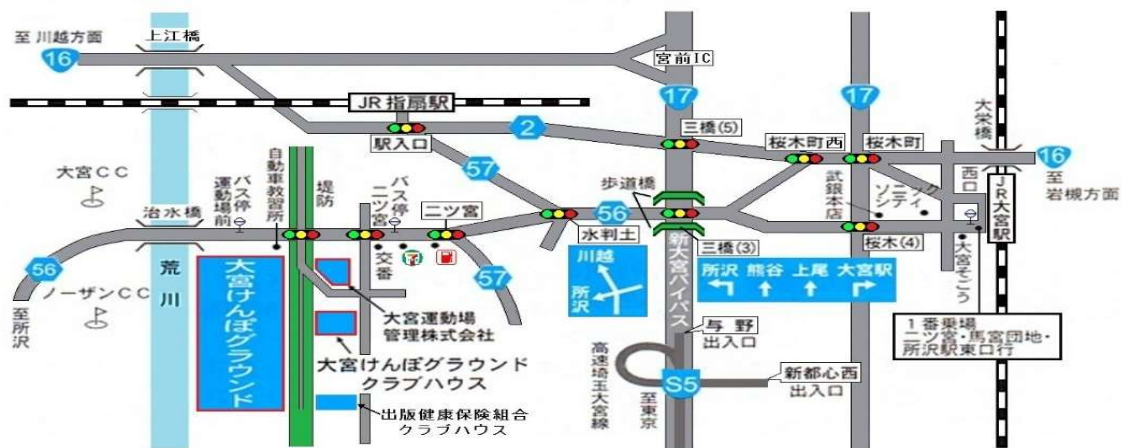 至 川越方面
16
上江橋
宮前IC
17
17
JR 指扇駅
駅入口
2
三橋(5)
桜木町西
桜木町
大栄橋
16
至
岩槻方面
大宮CC
バス停
運動場前
自動車教習所
堤防
バス停
二ツ宮
二ツ宮
57
歩道橋
武銀本店
ソニック
シティ
西口
JR大宮駅
治水橋
56
水判土
三橋(3)
桜木(4)
大宮そごう
56
荒川
ノーザンCC
至所沢
大宮けんぽグラウンド
交番
57
川越
所沢
新大宮バイパス
所沢
熊谷
上尾
大宮駅
大宮運動場
管理株式会社
大宮けんぽグラウンド
クラブハウス
出版健康保険組合
クラブハウス
与野
出入口
高速埼玉大宮線
至東京
S5
新都心西
出入口
1番乗場
二ツ宮・馬宮団地・
所沢駅東口行